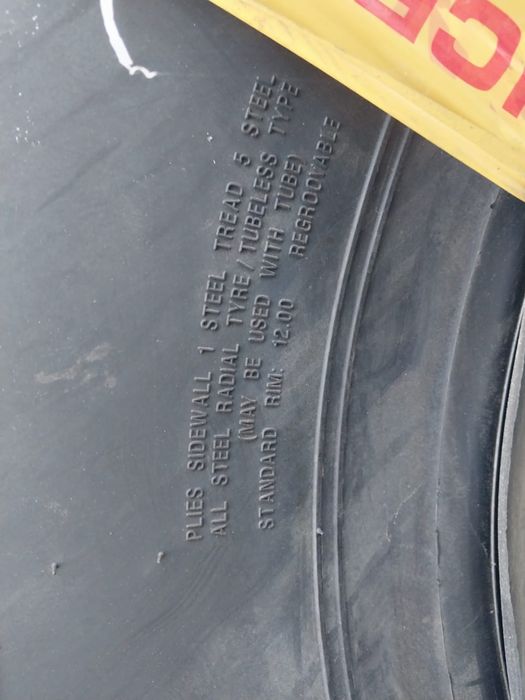 PLIES SIDEWALL 1 STEEL TREAD 5 STEEL
ALL STEEL RADIAL TYRE / TUBELESS TYPE
(MAY BE USED WITH TUBE)
STANDARD RIM: 12.00 REGROOVABLE